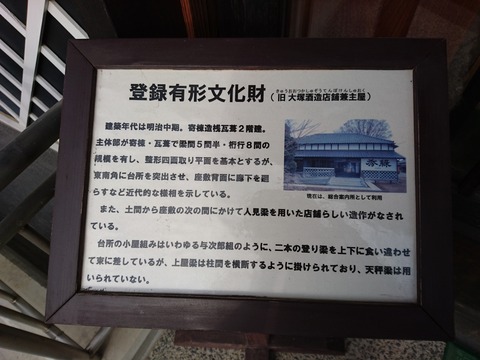 登録有形文化財
きゅうおおつかしゅぞうてんぽけんしゅおく
(旧 大塚酒造店舗兼主屋)
建築年代は明治中期。寄棟造桟瓦葺2階建。
主体部が寄棟・瓦葺で梁間5間半・桁行8間の
規模を有し、整形四面取り平面を基本とするが、
東南角に台所を突出させ、座敷背面に廊下を廻
らすなど近代的な様相を示している。
現在は、総合案内所として利用
また、土間から座敷の次の間にかけて人見梁を用いた店舗らしい造作がなされ
ている。
台所の小屋組みはいわゆる与次郎組のように、二本の登り梁を上下に食い違わせ
て束に差しているが、上屋梁は柱間を横断するように掛けられており、天秤梁は用
いられていない。